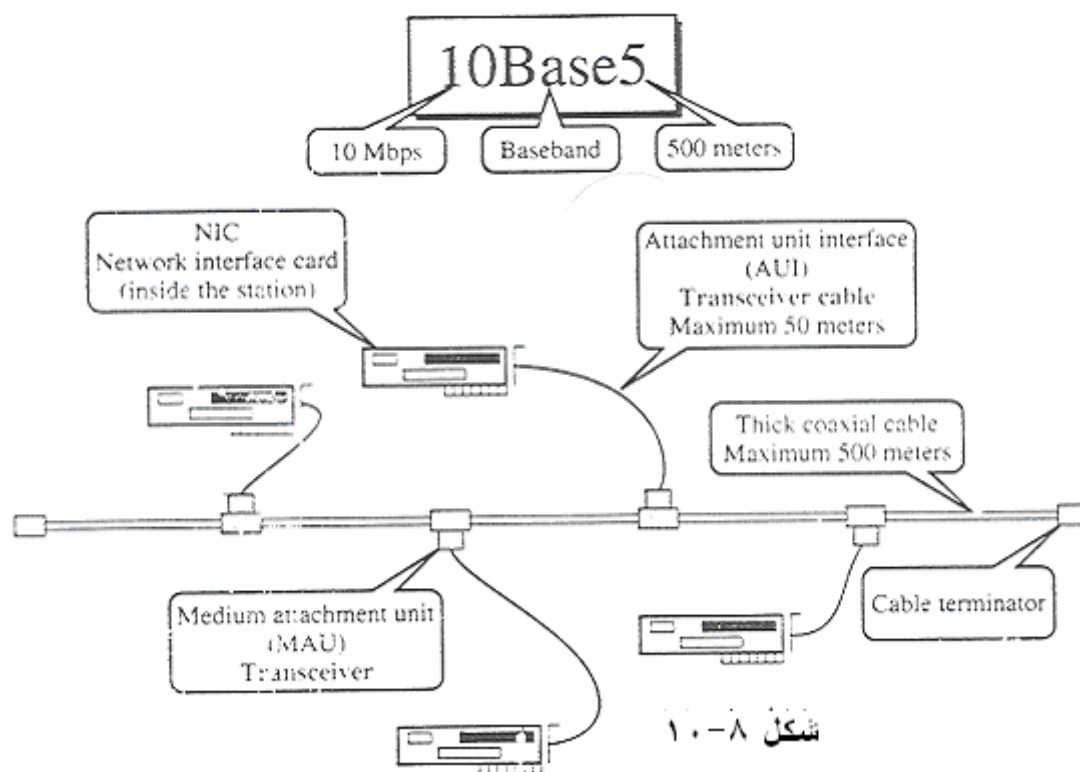 10Base5
10 Mbps
Baseband
500 meters
NIC
Network interface card
(inside the station)
Attachment unit interface
(AUI)
Transceiver cable
Maximum 50 meters
Thick coaxial cable
Maximum 500 meters
Medium attachment unit
(MAU)
Transceiver
Cable terminator
شكل ٨-١٠